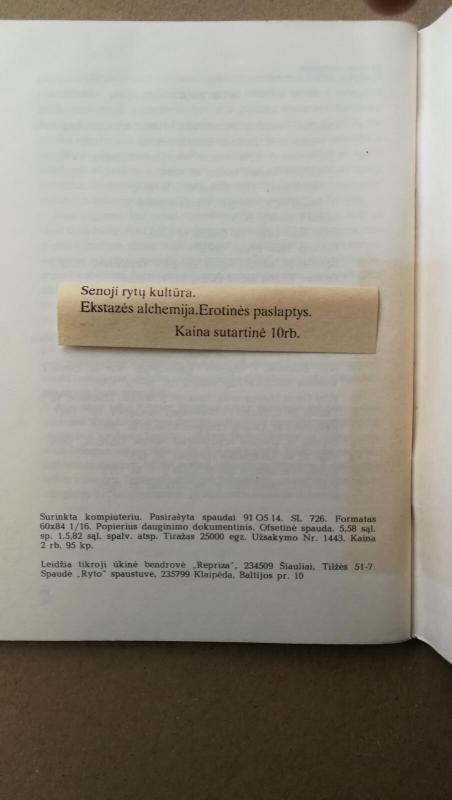 Senoji rytų kultūra.
Ekstazės alchemija.Erotinės paslaptys.
Kaina sutartinė 10rb.
Surinkta kompiuteriu. Pasirašyta spaudai 91 O5 14. SL 726. Formatas
60x84 1/16. Popierius dauginimo dokumentinis. Ofsetinė spauda. 5,58 sąl.
sp. 1.5,82 sąl. spalv. atsp. Tiražas 25000 egz. Užsakymo Nr. 1443. Kaina
2 rb. 95 kp.
Leidžia tikroji ūkinė bendrovė „Repriza", 234509 Šiauliai, Tilžės 51-7.
Spaudė „Ryto" spaustuvė, 235799 Klaipėda, Baltijos pr. 10